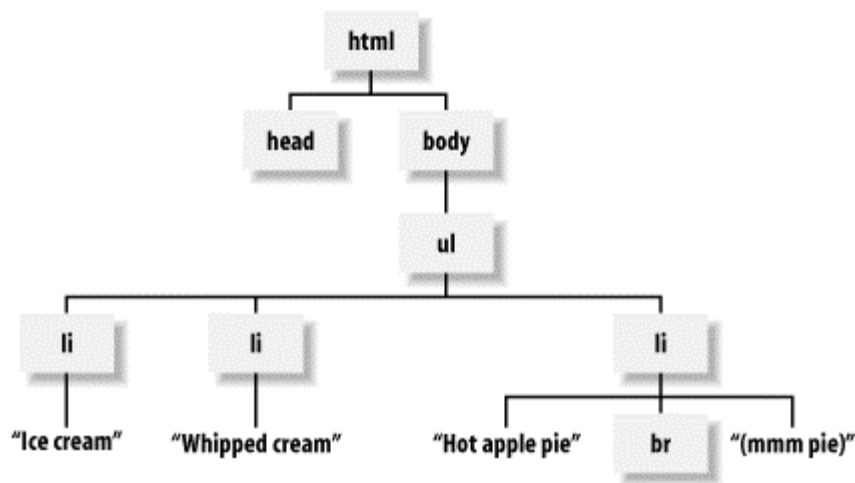 html
head body
ul
li li li
“Ice cream” “Whipped cream” “Hot apple pie” br “(mmm pie)”